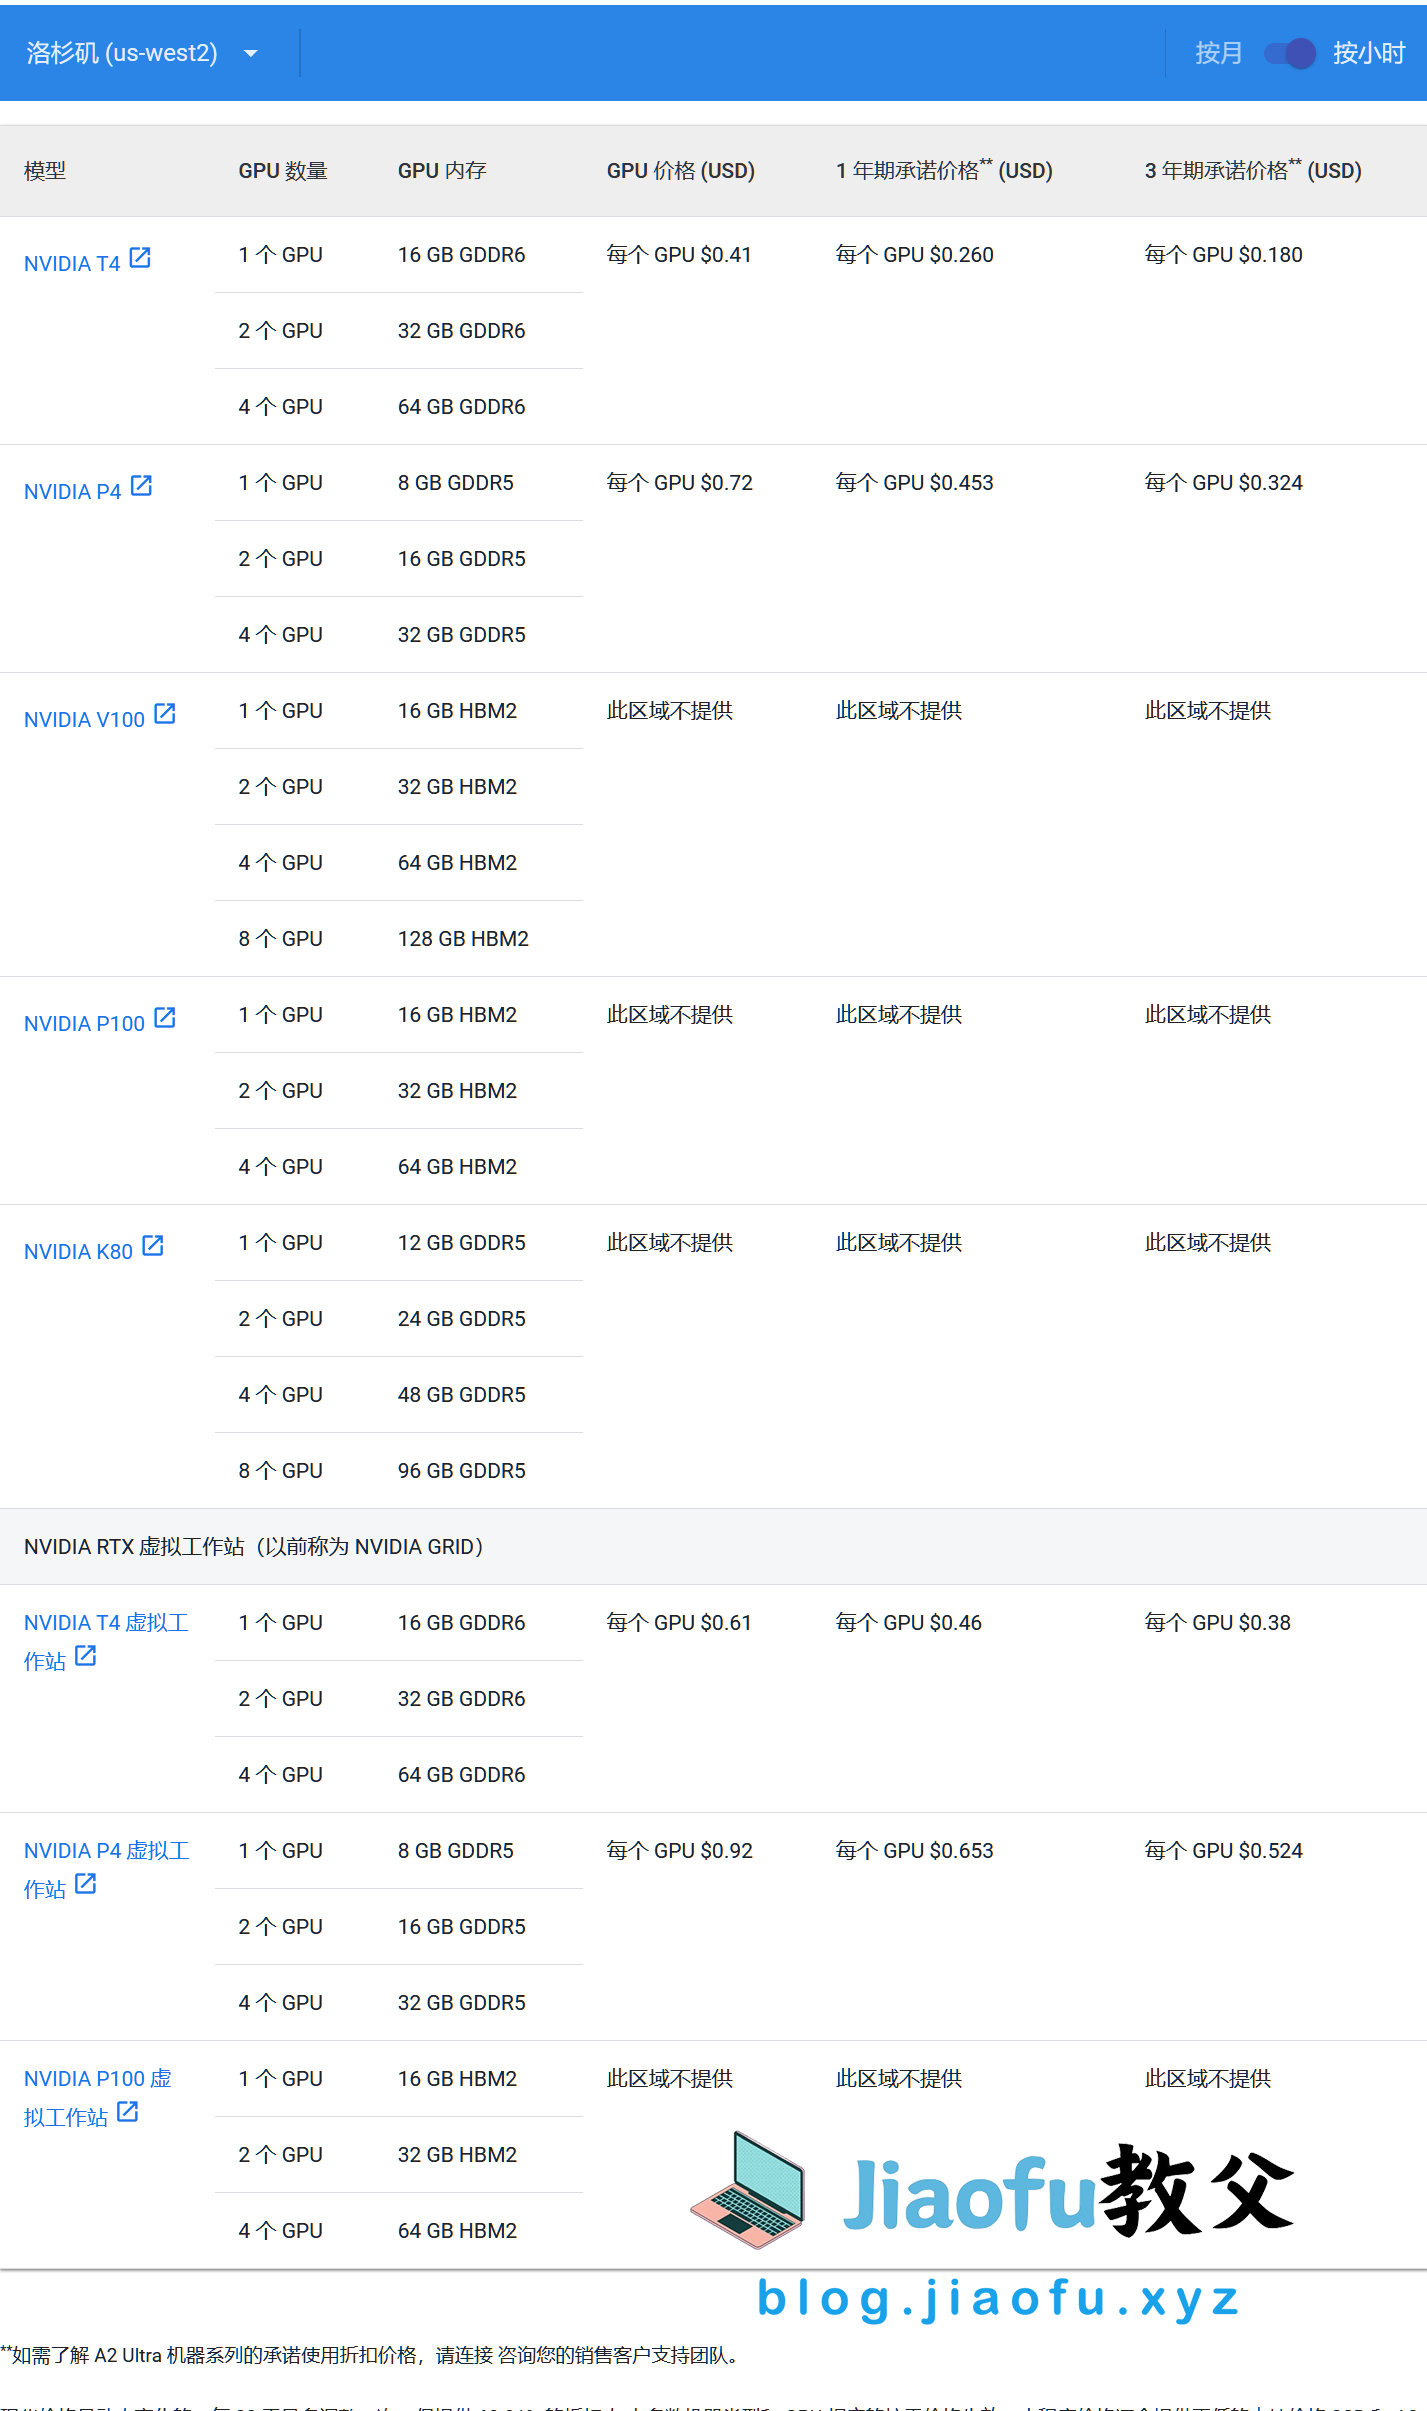 洛杉矶 (us-west2)
按月 按小时
模型 GPU 数量 GPU 内存 GPU 价格 (USD) 1 年期承诺价格** (USD) 3 年期承诺价格** (USD)
NVIDIA T4 1 个 GPU 16 GB GDDR6 每个 GPU $0.41 每个 GPU $0.260 每个 GPU $0.180
2 个 GPU 32 GB GDDR6
4 个 GPU 64 GB GDDR6
NVIDIA P4 1 个 GPU 8 GB GDDR5 每个 GPU $0.72 每个 GPU $0.453 每个 GPU $0.324
2 个 GPU 16 GB GDDR5
4 个 GPU 32 GB GDDR5
NVIDIA V100 1 个 GPU 16 GB HBM2 此区域不提供 此区域不提供 此区域不提供
2 个 GPU 32 GB HBM2
4 个 GPU 64 GB HBM2
8 个 GPU 128 GB HBM2
NVIDIA P100 1 个 GPU 16 GB HBM2 此区域不提供 此区域不提供 此区域不提供
2 个 GPU 32 GB HBM2
4 个 GPU 64 GB HBM2
NVIDIA K80 1 个 GPU 12 GB GDDR5 此区域不提供 此区域不提供 此区域不提供
2 个 GPU 24 GB GDDR5
4 个 GPU 48 GB GDDR5
8 个 GPU 96 GB GDDR5
NVIDIA RTX 虚拟工作站（以前称为 NVIDIA GRID）
NVIDIA T4 虚拟工 1 个 GPU 16 GB GDDR6 每个 GPU $0.61 每个 GPU $0.46 每个 GPU $0.38
作站
2 个 GPU 32 GB GDDR6
4 个 GPU 64 GB GDDR6
NVIDIA P4 虚拟工 1 个 GPU 8 GB GDDR5 每个 GPU $0.92 每个 GPU $0.653 每个 GPU $0.524
作站
2 个 GPU 16 GB GDDR5
4 个 GPU 32 GB GDDR5
NVIDIA P100 虚 1 个 GPU 16 GB HBM2 此区域不提供 此区域不提供 此区域不提供
拟工作站
2 个 GPU 32 GB HBM2
4 个 GPU 64 GB HBM2
Jiaofu教父
blog.jiaofu.xyz
**如需了解 A2 Ultra 机器系列的承诺使用折扣价格，请连接 咨询您的销售客户支持团队。